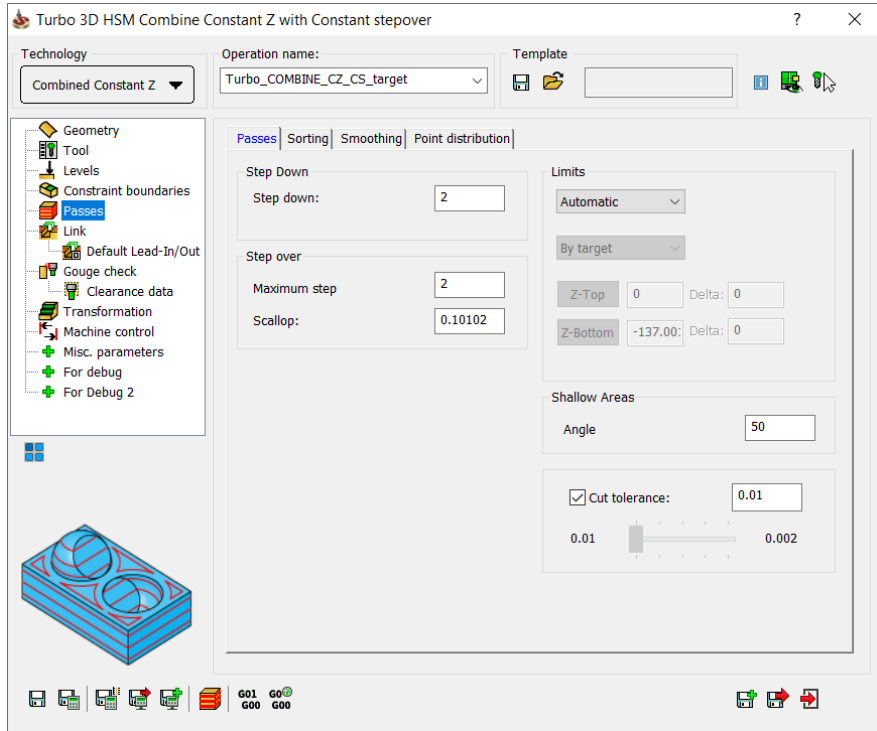 Turbo 3D HSM Combine Constant Z with Constant stepover
?
Technology
Combined Constant Z
Operation name:
Turbo_COMBINE_CZ_CS_target
Template
Geometry
Tool
Levels
Constraint boundaries
Passes
Link
Default Lead-In/Out
Gouge check
Clearance data
Transformation
Machine control
Misc. parameters
For debug
For Debug 2
Passes Sorting Smoothing Point distribution
Step Down
Step down: 2
Step over
Maximum step 2
Scallop: 0.10102
Limits
Automatic
By target
Z-Top 0 Delta: 0
Z-Bottom -137.00 Delta: 0
Shallow Areas
Angle 50
Cut tolerance: 0.01
0.01 0.002
G01 G0
G00 G00